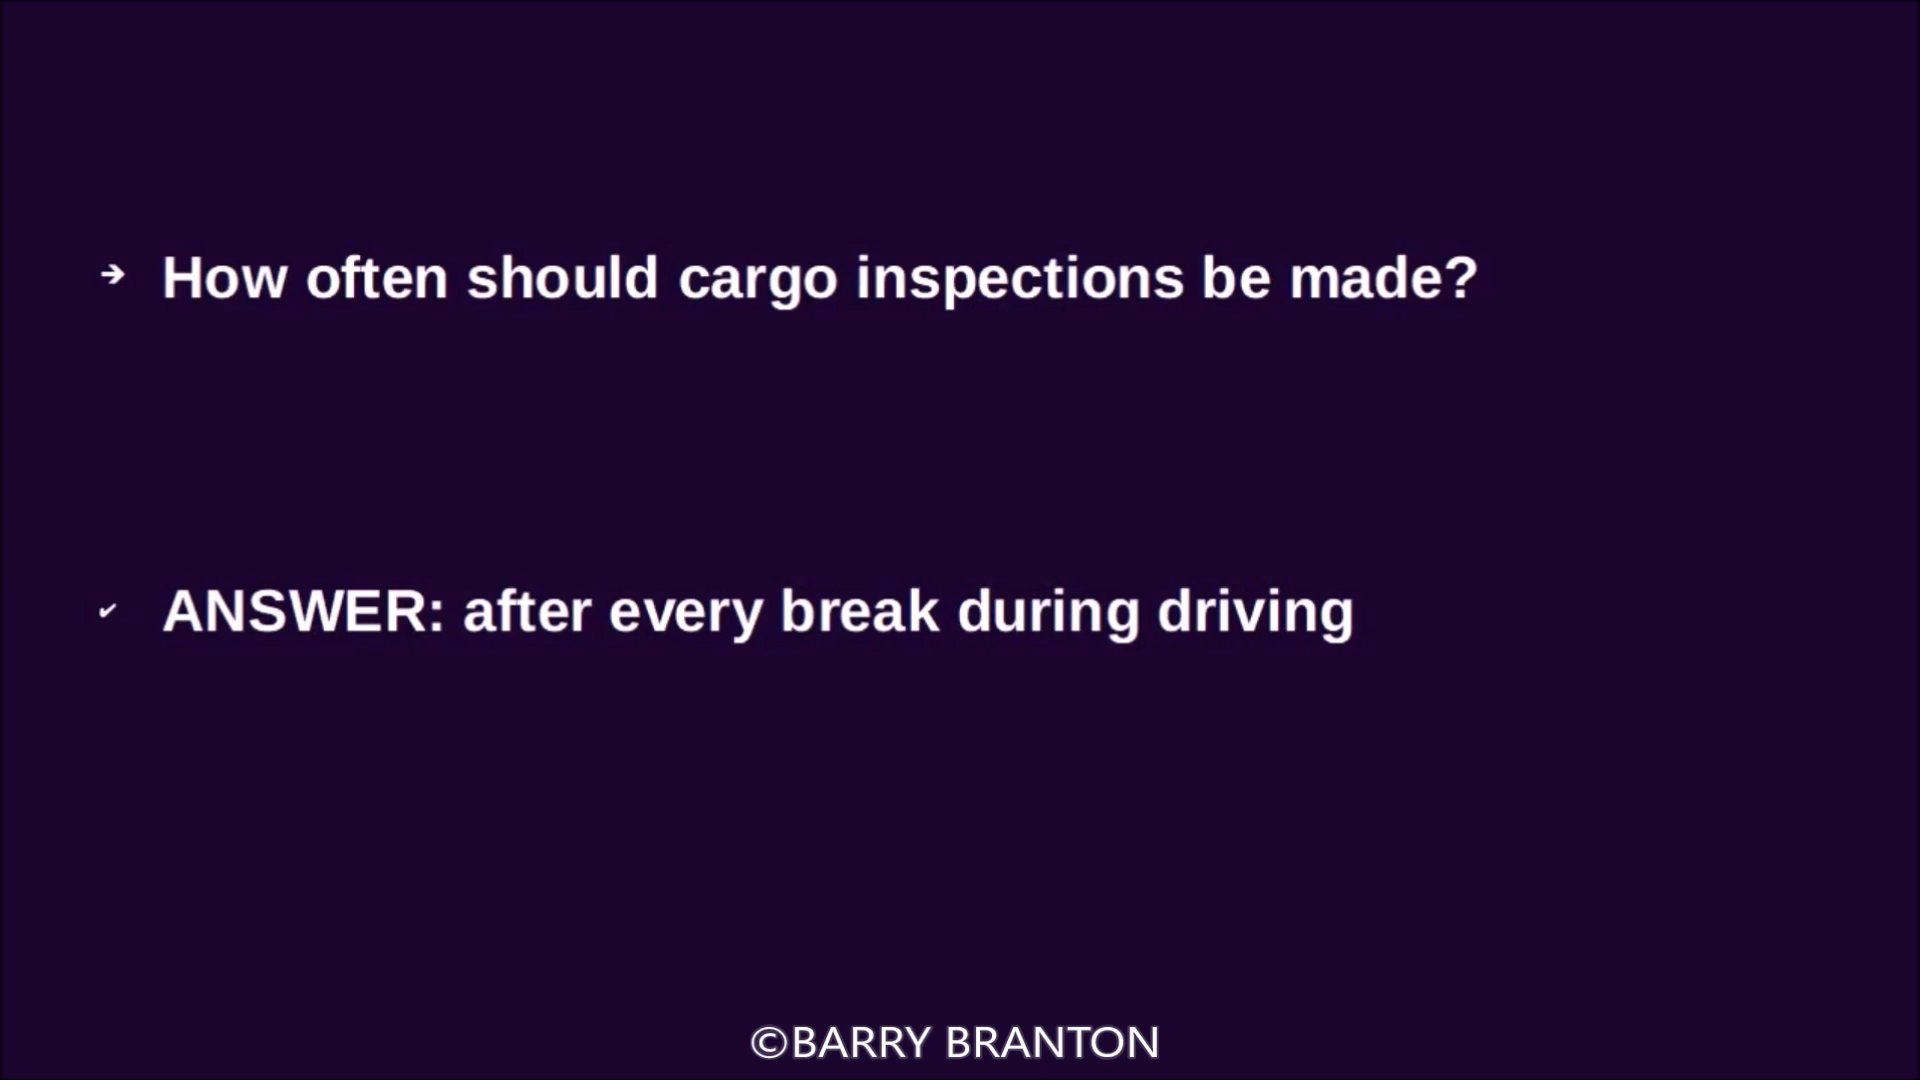 ➔ How often should cargo inspections be made?
✔ ANSWER: after every break during driving
©BARRY BRANTON